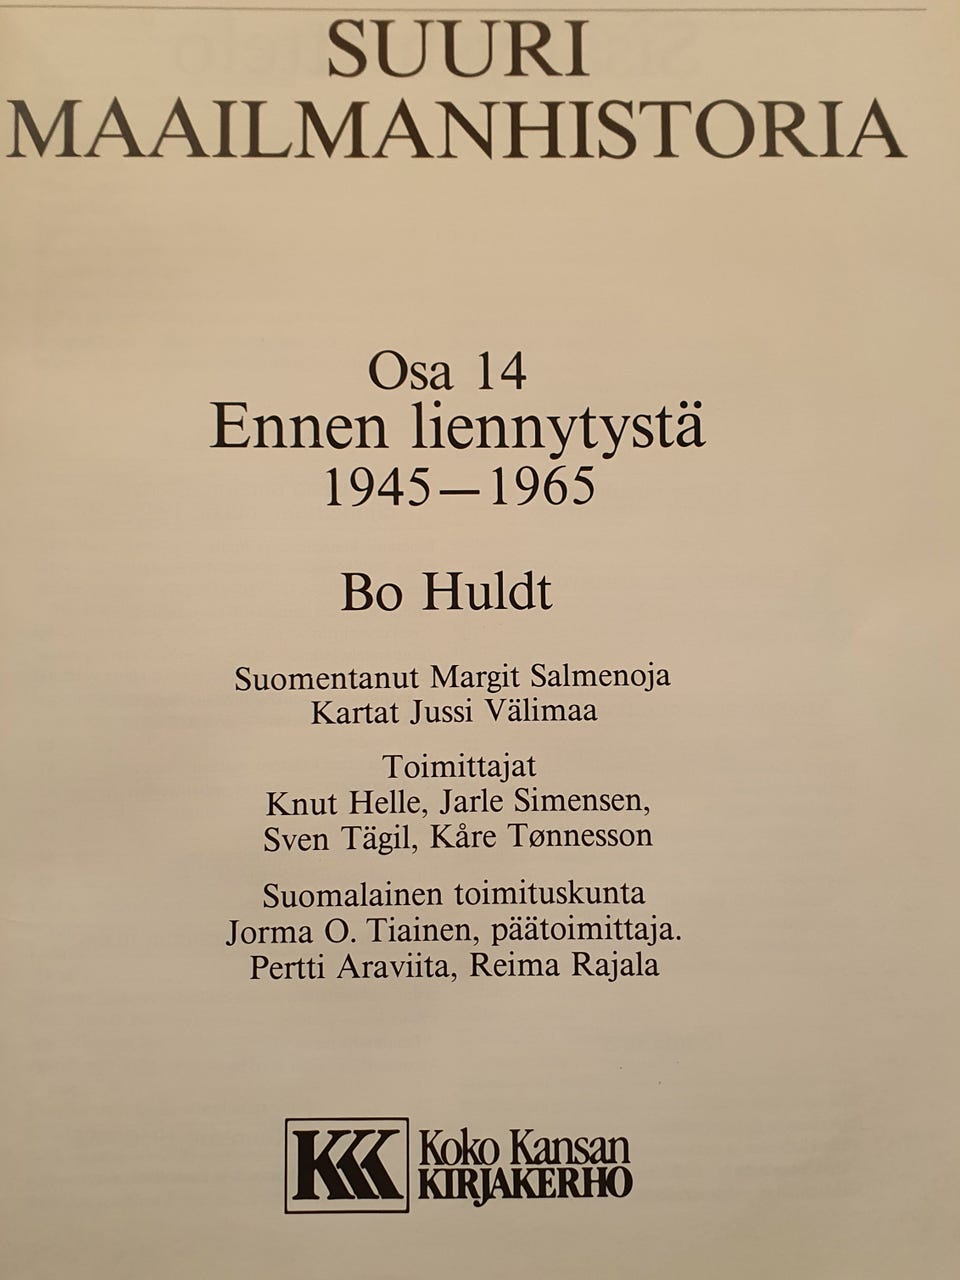 SUURI
MAAILMANHISTORIA
Osa 14
Ennen liennytystä
1945—1965
Bo Huldt
Suomentanut Margit Salmenoja
Kartat Jussi Välimaa
Toimittajat
Knut Helle, Jarle Simensen,
Sven Tägil, Kåre Tønnesson
Suomalainen toimituskunta
Jorma O. Tiainen, päätoimittaja.
Pertti Araviita, Reima Rajala
KKK Koko Kansan
KIRJAKERHO